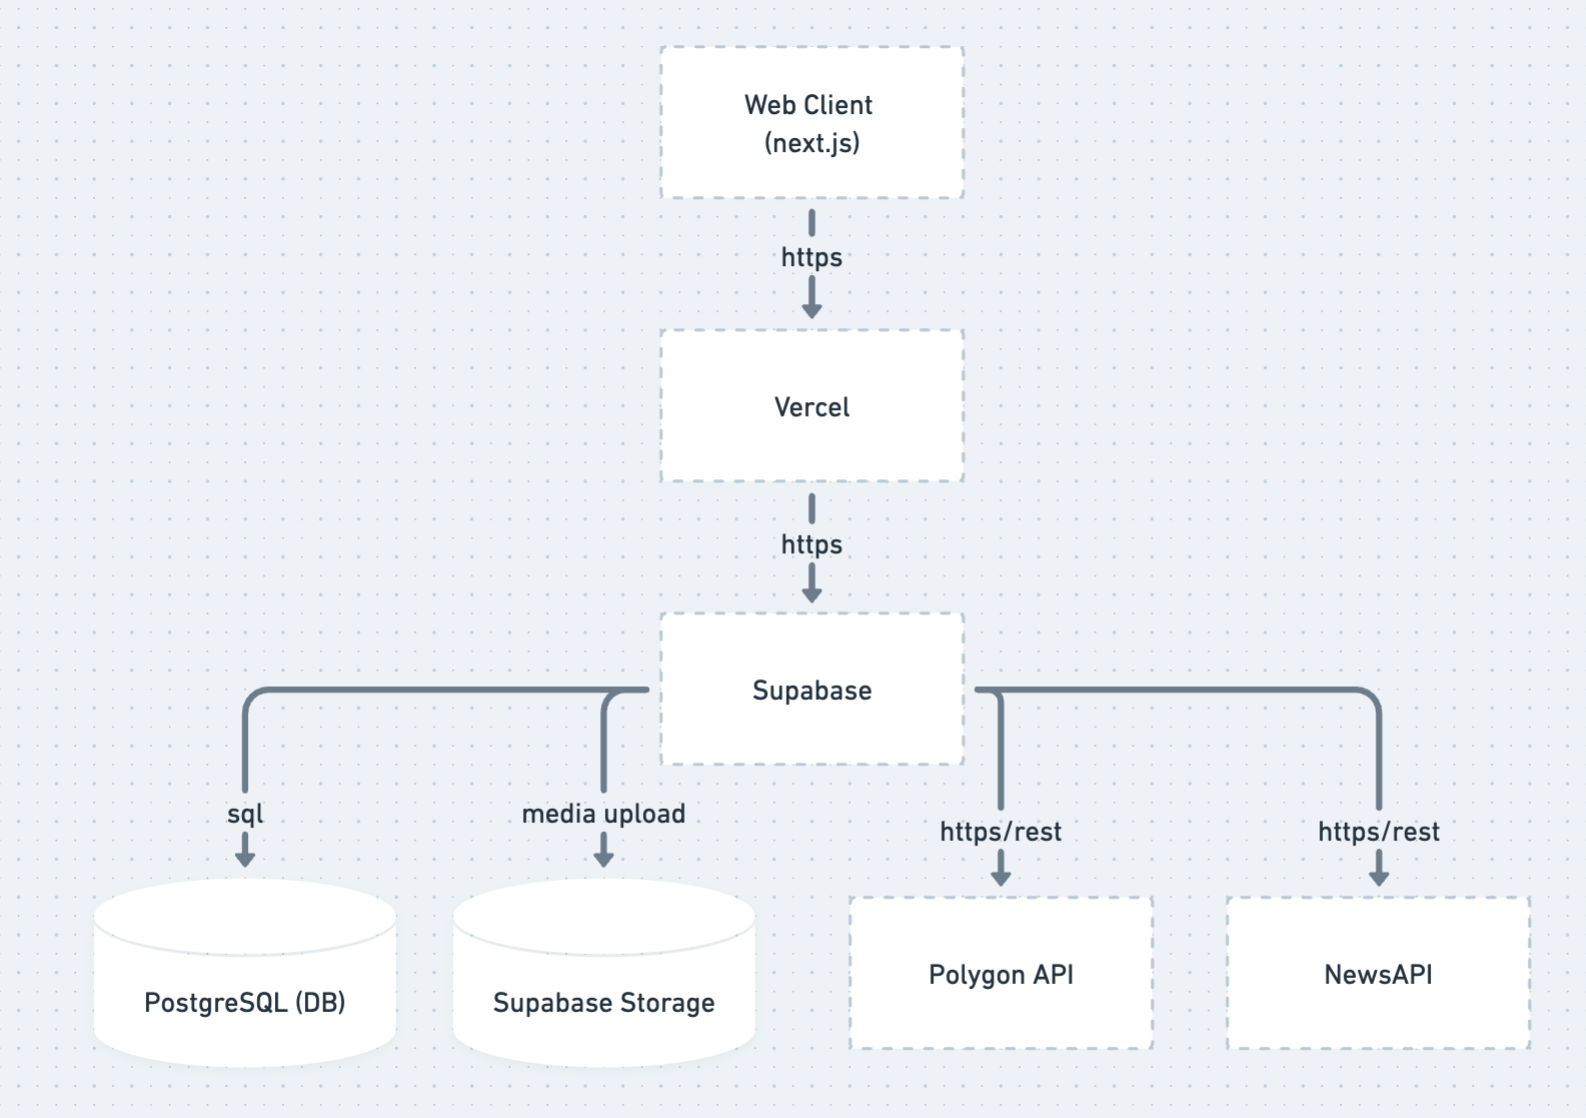 Web Client
(next.js)
https
Vercel
https
Supabase
sql
media upload
https/rest
https/rest
PostgreSQL (DB)
Supabase Storage
Polygon API
NewsAPI